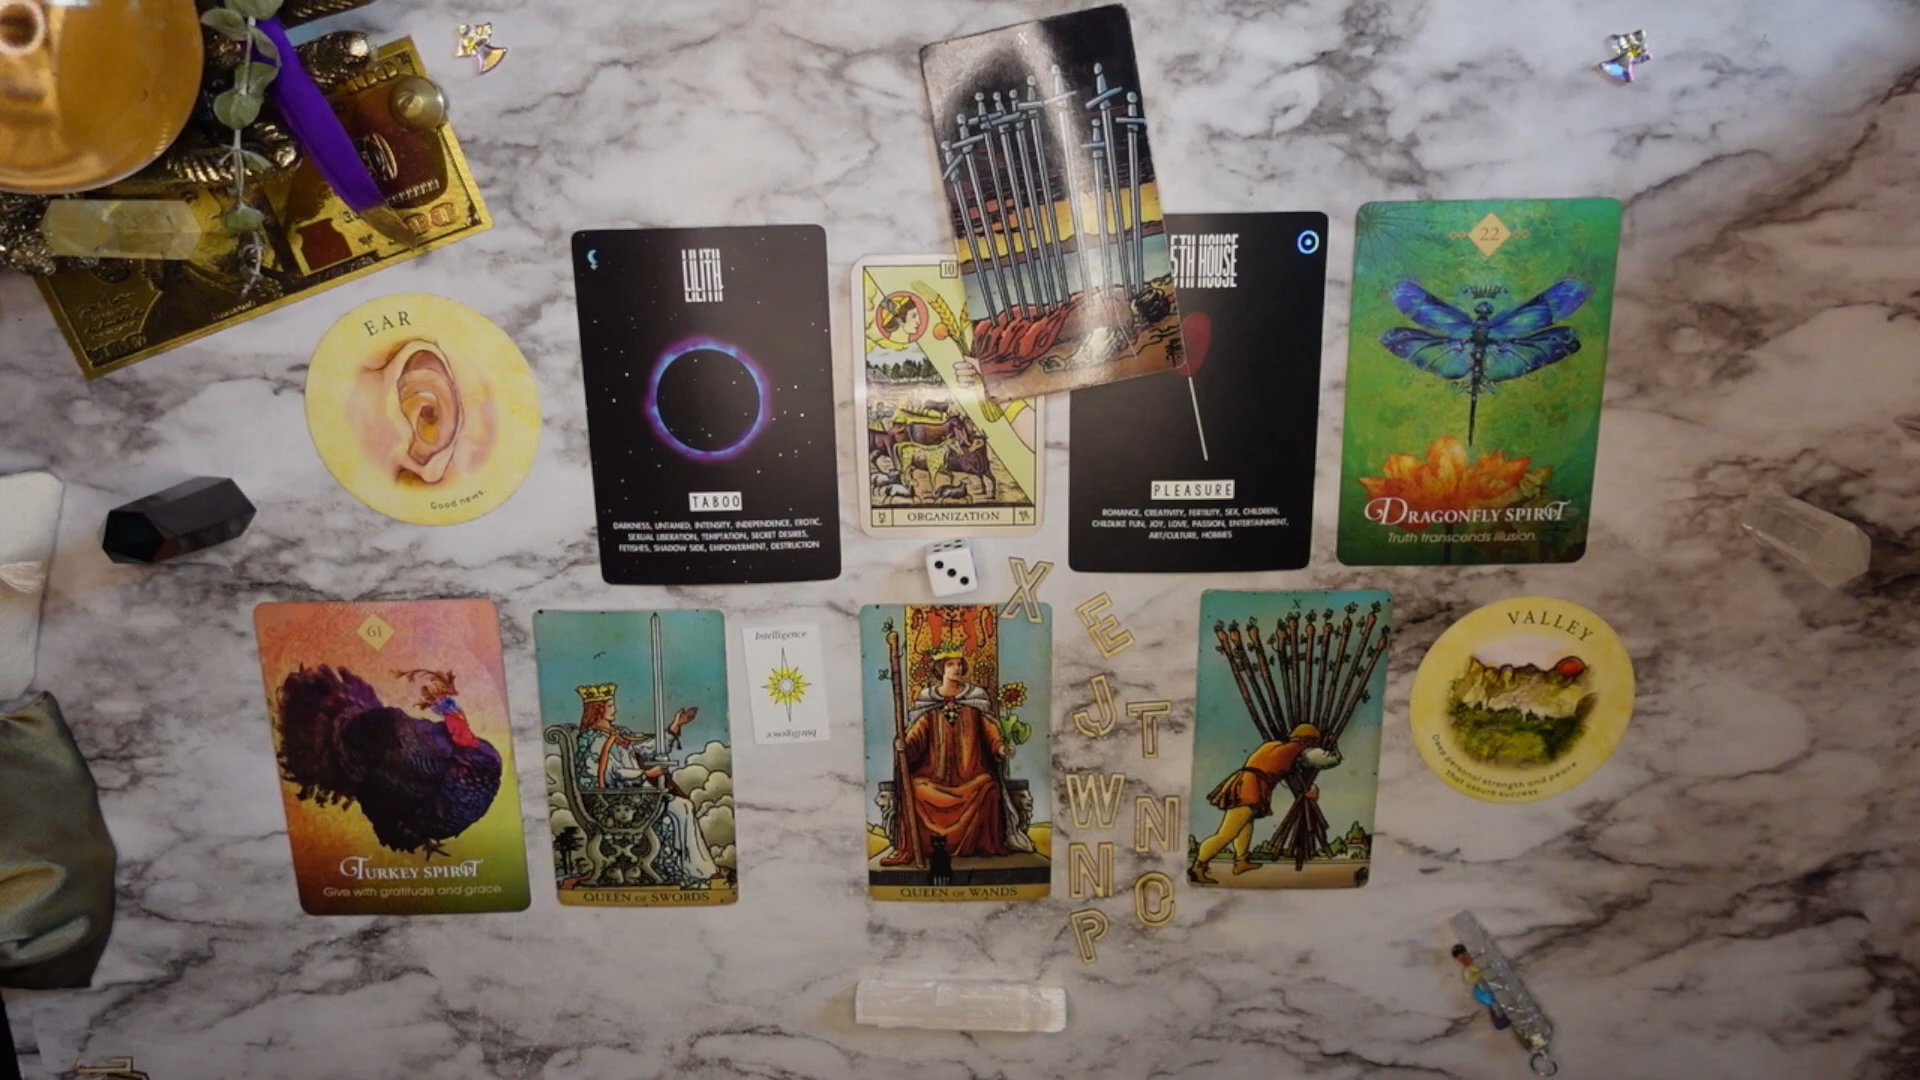 X
LILITH
5TH HOUSE
22
EAR
Good news.
10
TABOO
DARKNESS, UNTAMED, INTENSITY, INDEPENDENCE, EROTIC,
SEXUAL LIBERATION, TEMPTATION, SECRET DESIRES,
FETISHES, SHADOW SIDE, EMPOWERMENT, DESTRUCTION
ORGANIZATION
PLEASURE
ROMANCE, CREATIVITY, FERTILITY, SEX, CHILDREN,
CHILDLIKE FUN, JOY, LOVE, PASSION, ENTERTAINMENT,
ART/CULTURE, HOBBIES
DRAGONFLY SPIRIT
Truth transcends illusion.
61
TURKEY SPIRIT
Give with gratitude and grace.
QUEEN OF SWORDS
Intelligence
Intelligence
QUEEN OF WANDS
X
E
J
T
W
N
N
P
X
VALLEY
Deep personal strength and peace
that assure success.